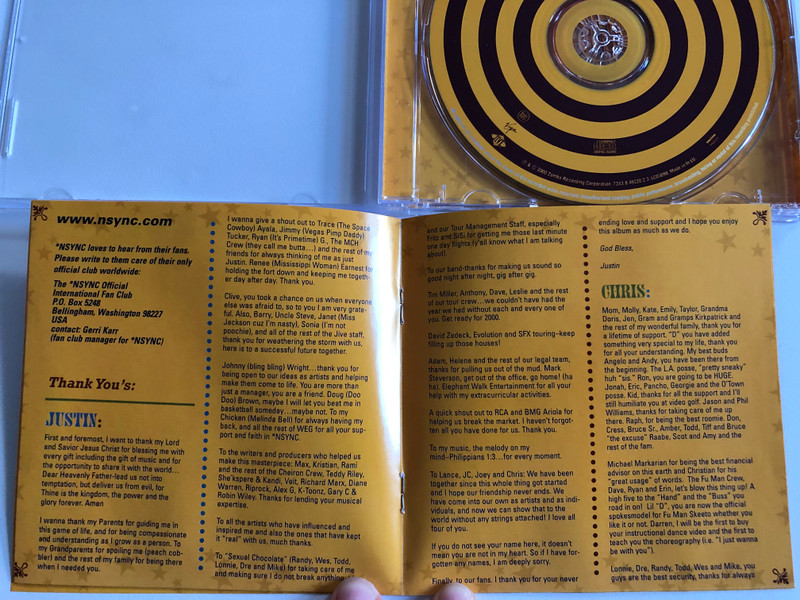 www.nsync.com
*NSYNC loves to hear from their fans.
Please write to them care of their only
official club worldwide:
The *NSYNC Official
International Fan Club
P.O. Box 5248
Bellingham, Washington 98227
USA
contact: Gerri Karr
(fan club manager for *NSYNC)
Thank You's:
JUSTIN:
First and foremost, I want to thank my Lord
and Savior Jesus Christ for blessing me with
every gift including the gift of music and for
the opportunity to share it with the world...
Dear Heavenly Father-lead us not into
temptation, but deliver us from evil, for
Thine is the kingdom, the power and the
glory forever. Amen
I wanna thank my Parents for guiding me in
this game of life, and for being compassionate
and understanding as I grow as a person. To
my Grandparents for spoiling me (peach cob-
bler) and the rest of my family for being there
when I needed you.
I wanna give a shout out to Trace (The Space
Cowboy) Ayala, Jimmy (Vegas Pimp Daddy)
Tucker, Ryan (It's Primetime) G., The MCH
Crew (they call me butta...) and the rest of my
friends for always thinking of me as just
Justin. Renee (Mississippi Woman) Earnest for
holding the fort down and keeping me togeth-
er day after day. Thank you.
Clive, you took a chance on us when everyone
else was afraid to, so to you I am very grate-
ful. Also, Barry, Uncle Steve, Janet (Miss
Jackson cuz I'm nasty), Sonia (I'm not
poochie), and all of the rest of the Jive staff,
thank you for weathering the storm with us,
here is to a successful future together.
Johnny (bling bling) Wright... thank you for
being open to our ideas as artists and helping
make them come to life. You are more than
just a manager, you are a friend. Doug (Doo
Doo) Brown, maybe I will let you beat me in
basketball someday...maybe not. To my
Chicken (Melinda Bell) for always having my
back, and all the rest of WEG for all your sup-
port and faith in *NSYNC.
To the writers and producers who helped us
make this masterpiece: Max, Kristian, Rami
and the rest of the Cheiron Crew, Teddy Riley,
She'kspere & Kandi, Veit, Richard Marx, Diane
Warren, Riprock, Alex G, K-Toonz, Gary C &
Robin Wiley. Thanks for lending your musical
expertise.
To all the artists who have influenced and
inspired me and also the ones that have kept
it "real" with us, much thanks.
To "Sexual Chocolate" (Randy, Wes, Todd,
Lonnie, Dre and Mike) for taking care of me
and making sure I do not break anything
and our Tour Management Staff, especially
Fritz and BiSi for getting me those last minute
one day flights (y'all know what I am talking
about).
To our band-thanks for making us sound so
good night after night, gig after gig.
Tim Miller, Anthony, Dave, Leslie and the rest
of our tour crew...we couldn't have had the
year we had without each and every one of
you. Get ready for 2000.
David Zedeck, Evolution and SFX touring-keep
filling up those houses!
Adam, Helene and the rest of our legal team,
thanks for pulling us out of the mud. Mark
Stevenson, get out of the office, go home! (ha
ha). Elephant Walk Entertainment for all your
help with my extracurricular activities.
A quick shout out to RCA and BMG Ariola for
helping us break the market. I haven't forgot-
ten all you have done for us. Thank you.
To my music, the melody on my
mind-Philippians 1:3...for every moment.
To Lance, JC, Joey and Chris: We have been
together since this whole thing got started
and I hope our friendship never ends. We
have come into our own as artists and as indi-
viduals, and now we can show that to the
world without any strings attached! I love all
four of you.
If you do not see your name here, it doesn't
mean you are not in my heart. So if I have for-
gotten any names, I am deeply sorry.
Finally, to our fans. I thank you for your never
ending love and support and I hope you enjoy
this album as much as we do.
God Bless,
Justin
CHRIS:
Mom, Molly, Kate, Emily, Taylor, Grandma
Doris, Jen, Gram and Gramps Kirkpatrick and
the rest of my wonderful family, thank you for
a lifetime of support. "D" you have added
something very special to my life, thank you
for all your understanding. My best buds
Angelo and Andy, you have been there from
the beginning. The L.A. posse, "pretty sneaky"
huh "sis." Ron, you are going to be HUGE.
Jonah, Eric, Pancho, Georgie and the O'Town
posse. Kid, thanks for all the support and I'll
still humiliate you at video golf. Jason and Phil
Williams, thanks for taking care of me up
there. Raph, for being the best roomie. Don,
Cress, Bruce Sr., Amber, Todd, Tiff and Bruce
"the excuse" Raabe, Scot and Amy and the
rest of the fam.
Michael Markarian for being the best financial
advisor on this earth and Christian for his
"great usage" of words. The Fu Man Crew,
Dave, Ryan and Erin, let's blow this thing up! A
high five to the "Hand" and the "Buss" you
road in on! Lil "D", you are now the official
spokesmodel for Fu Man Skeeto whether you
like it or not. Darren, I will be the first to buy
your instructional dance video and the first to
teach you the choreography (i.e. "I just wanna
be with you").
Lonnie, Dre, Randy, Todd, Wes and Mike, you
guys are the best security, thanks for always